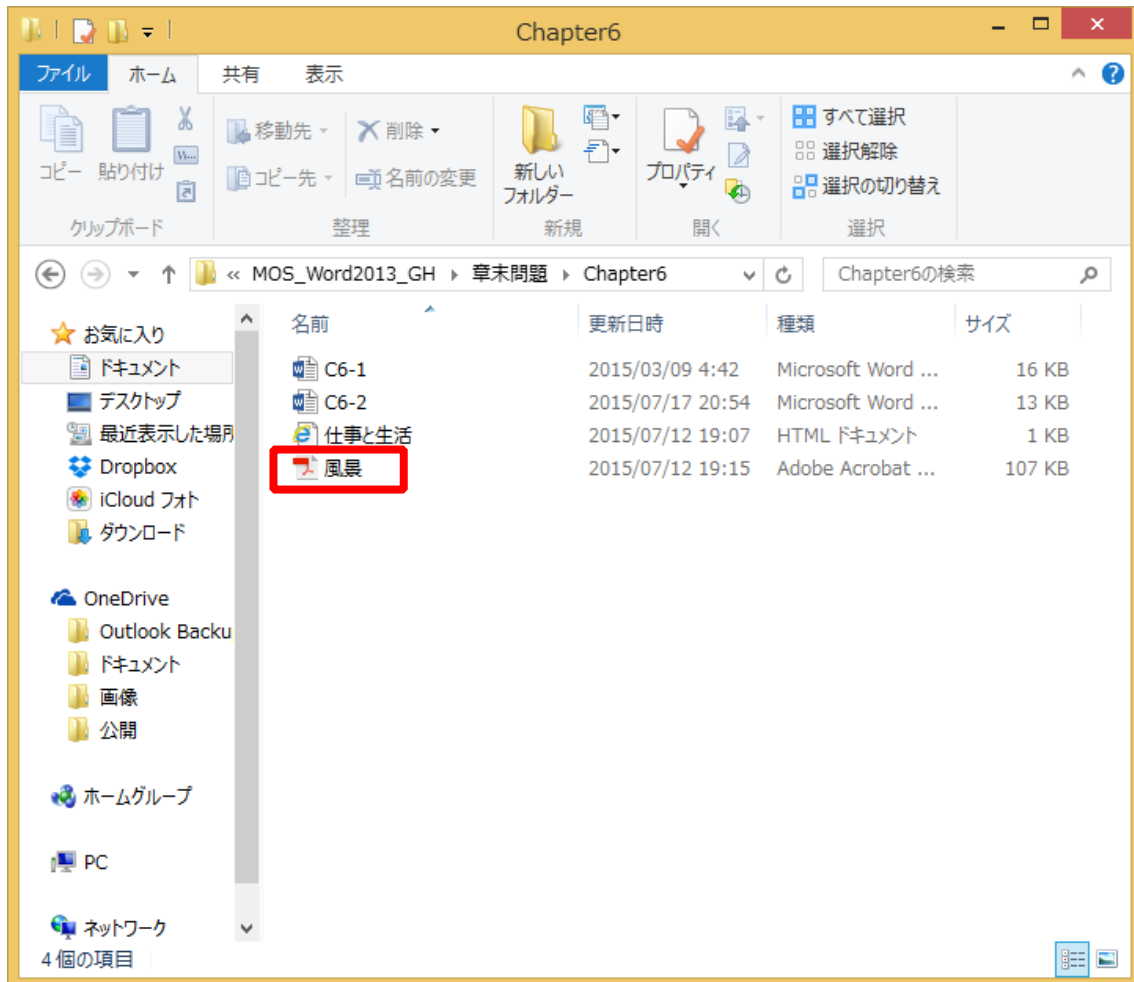 Chapter6
ファイル ホーム 共有 表示
コピー 貼り付け 移動先 コピー先 削除 名前の変更 新しいフォルダー プロパティ すべて選択 選択解除 選択の切り替え
クリップボード 整理 新規 開く 選択
« MOS_Word2013_GH 章末問題 Chapter6 Chapter6の検索
名前 更新日時 種類 サイズ
C6-1 2015/03/09 4:42 Microsoft Word ... 16 KB
C6-2 2015/07/17 20:54 Microsoft Word ... 13 KB
仕事と生活 2015/07/12 19:07 HTML ドキュメント 1 KB
風景 2015/07/12 19:15 Adobe Acrobat ... 107 KB
お気に入り
ドキュメント
デスクトップ
最近表示した場所
Dropbox
iCloud フォト
ダウンロード
OneDrive
Outlook Backu
ドキュメント
画像
公開
ホームグループ
PC
ネットワーク
4 個の項目